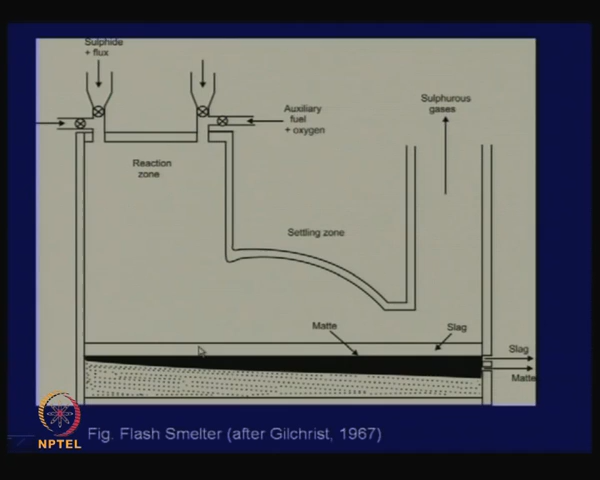 Sulphide
+ flux
Auxiliary
fuel
+ oxygen
Sulphurous
gases
Reaction
zone
Settling zone
Matte
Slag
Slag
Matte
NPTEL
Fig. Flash Smelter (after Gilchrist, 1967)